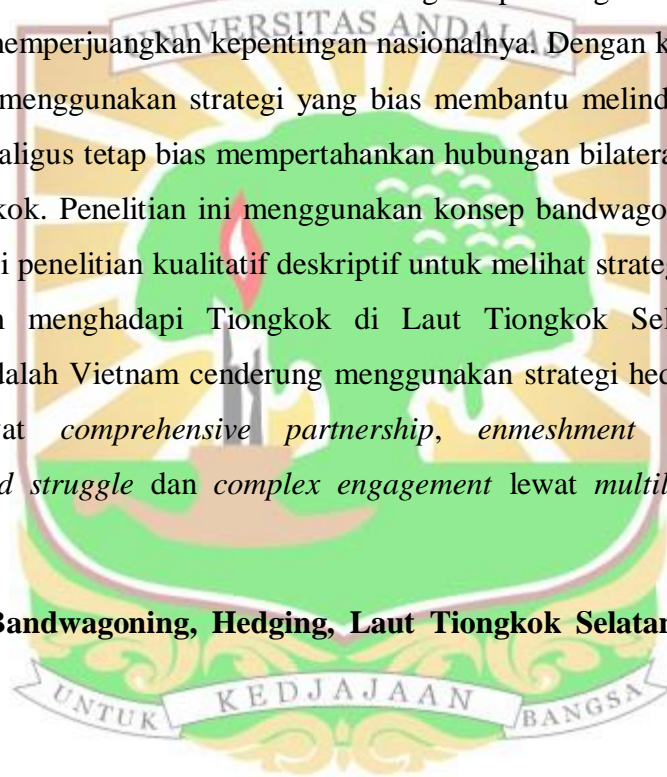 UNIVERSITAS ANDALAS
memperjuangkan kepentingan nasionalnya. Dengan k
menggunakan strategi yang bias membantu melind
aligus tetap bias mempertahankan hubungan bilatera
kok. Penelitian ini menggunakan konsep bandwago
i penelitian kualitatif deskriptif untuk melihat strateg
menghadapi Tiongkok di Laut Tiongkok Sel
dalah Vietnam cenderung menggunakan strategi hed
at comprehensive partnership, enmeshment
d struggle dan complex engagement lewat multil
Bandwagoning, Hedging, Laut Tiongkok Selatan
UNTUK KEDJAJAAN BANGSA